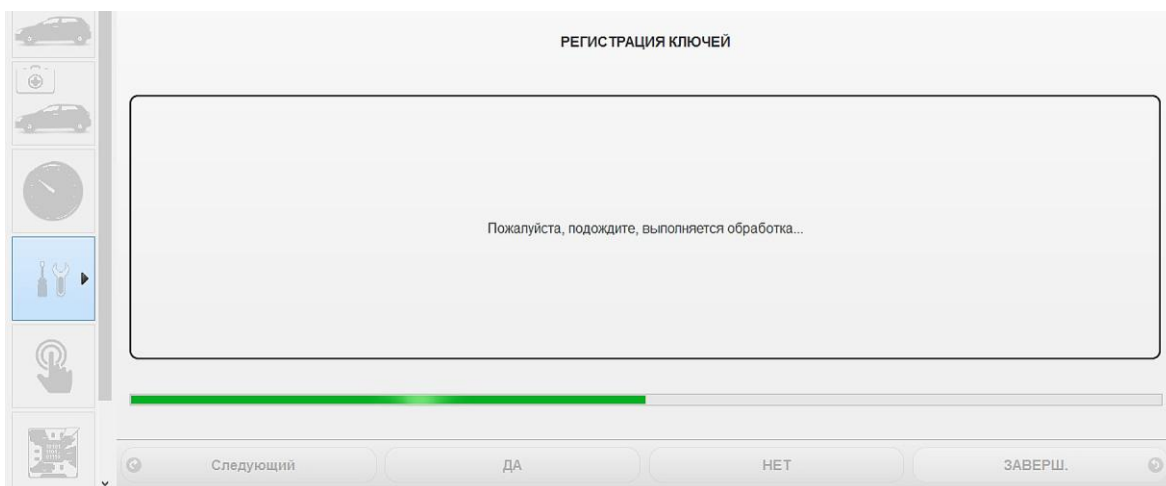 РЕГИСТРАЦИЯ КЛЮЧЕЙ
Пожалуйста, подождите, выполняется обработка...
Следующий ДА НЕТ ЗАВЕРШ.